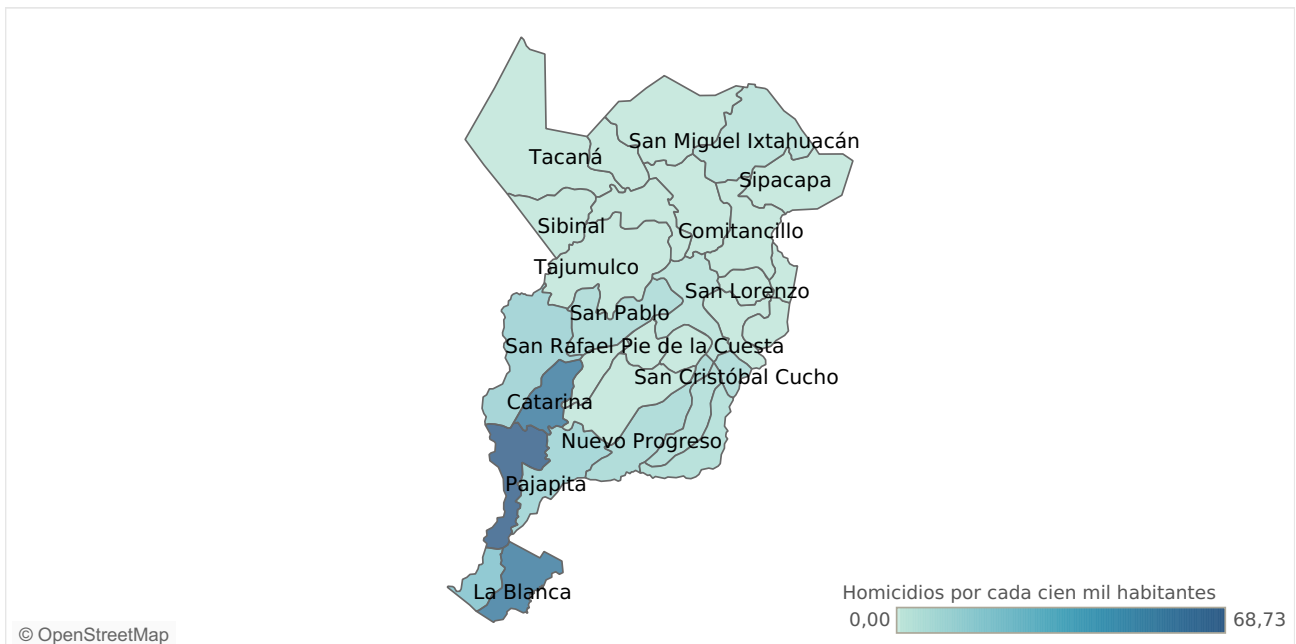 San Miguel Ixtahuacán
Tacaná
Sipacapa
Sibinal
Comitancillo
Tajumulco
San Lorenzo
San Pablo
San Rafael Pie de la Cuesta
San Cristóbal Cucho
Catarina
Nuevo Progreso
Pajapita
La Blanca
Homicidios por cada cien mil habitantes
0,00 68,73
© OpenStreetMap